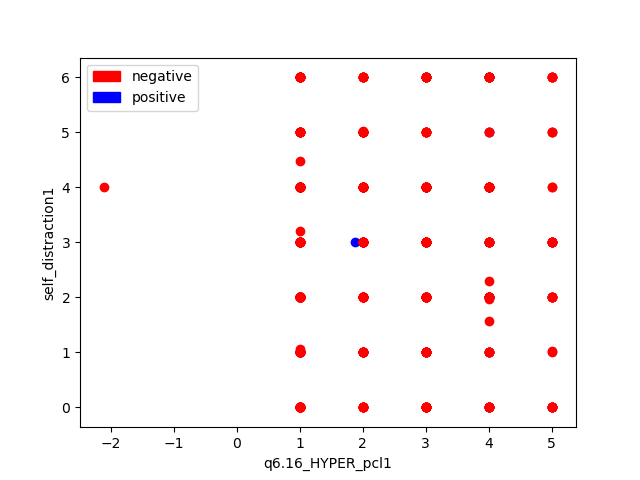 negative
positive
6
5
4
3
2
1
0
self_distraction1
−2 −1 0 1 2 3 4 5
q6.16_HYPER_pcl1